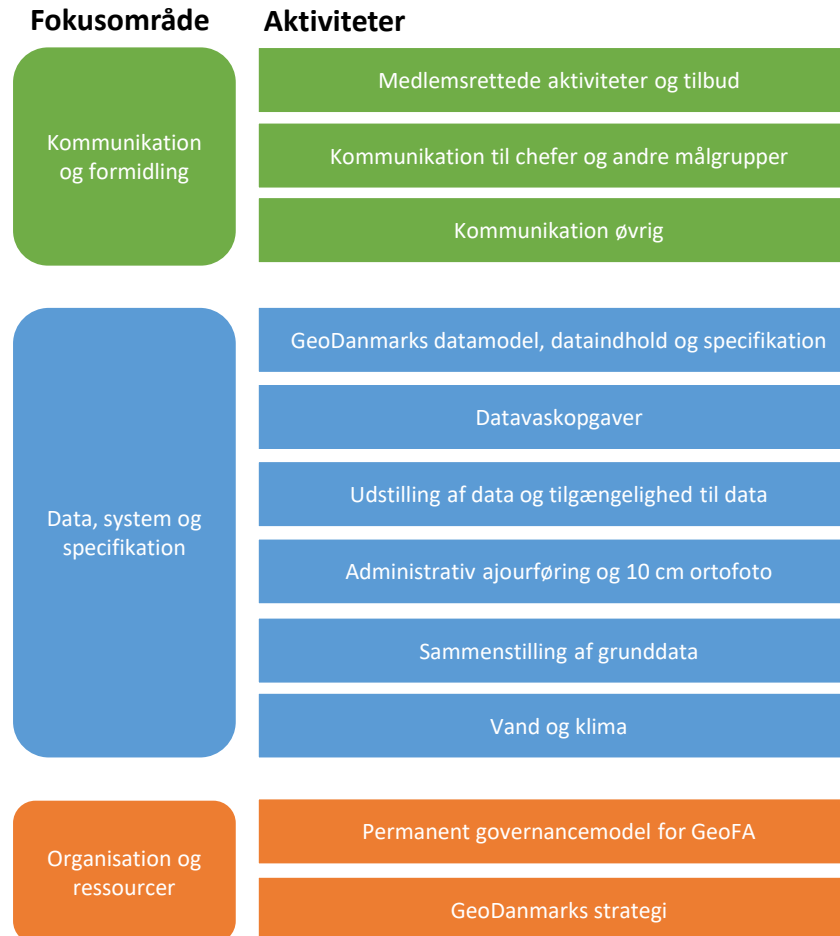 Fokusområde
Aktiviteter
Kommunikation
og formidling
Medlemsrettede aktiviteter og tilbud
Kommunikation til chefer og andre målgrupper
Kommunikation øvrig
Data, system og
specifikation
GeoDanmarks datamodel, dataindhold og specifikation
Datavaskopgaver
Udstilling af data og tilgængelighed til data
Administrativ ajourføring og 10 cm ortofoto
Sammenstilling af grunddata
Vand og klima
Organisation og
ressourcer
Permanent governancemodel for GeoFA
GeoDanmarks strategi